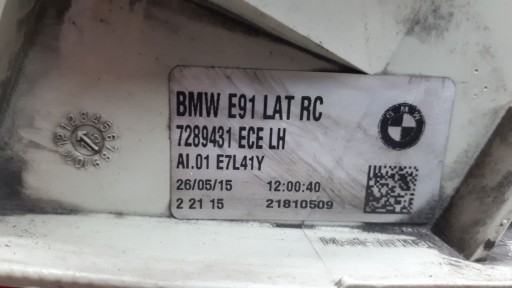 BMW E91 LAT RC
7289431 ECE LH
AI.01 E7L41Y
26/05/15 12:00:40
2 21 15 21810509
BMW